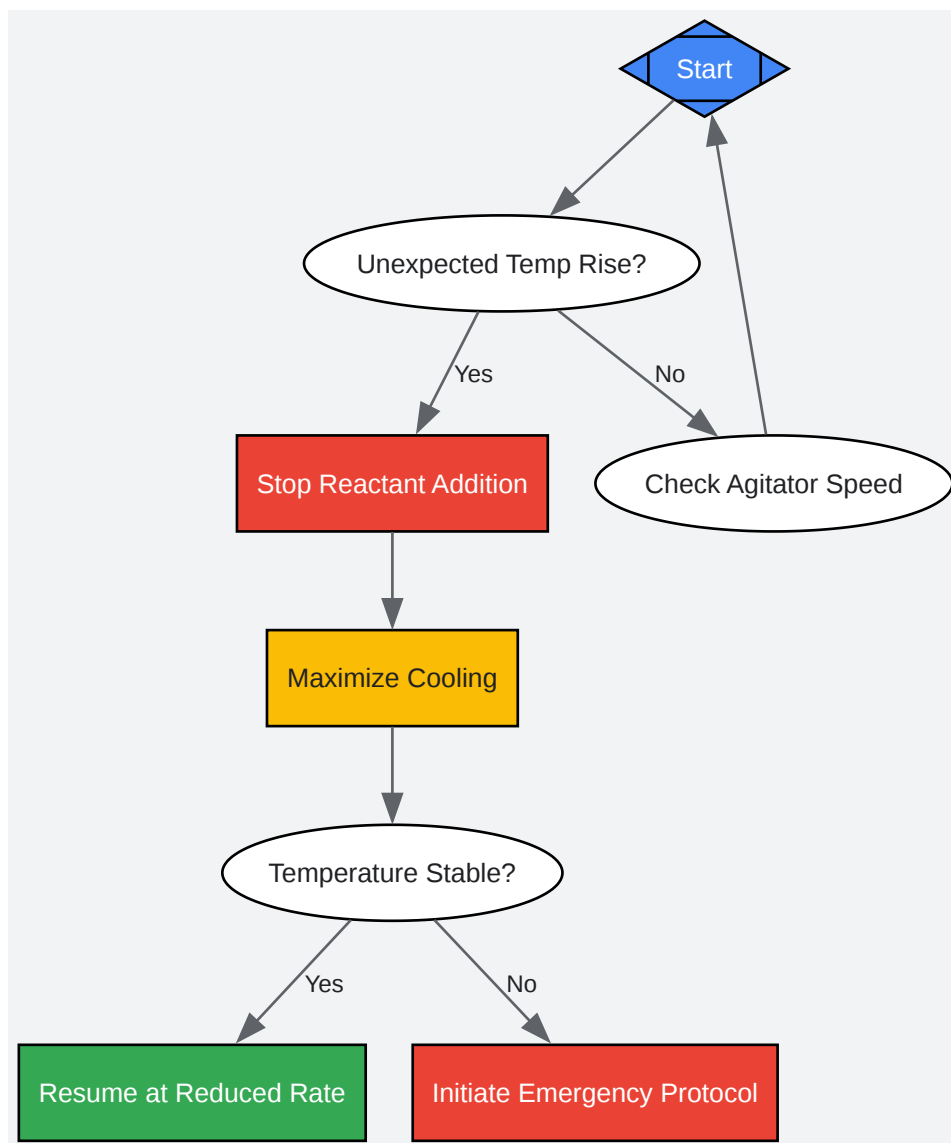 Start
Unexpected Temp Rise?
Yes
No
Stop Reactant Addition
Check Agitator Speed
Maximize Cooling
Temperature Stable?
Yes
No
Resume at Reduced Rate
Initiate Emergency Protocol